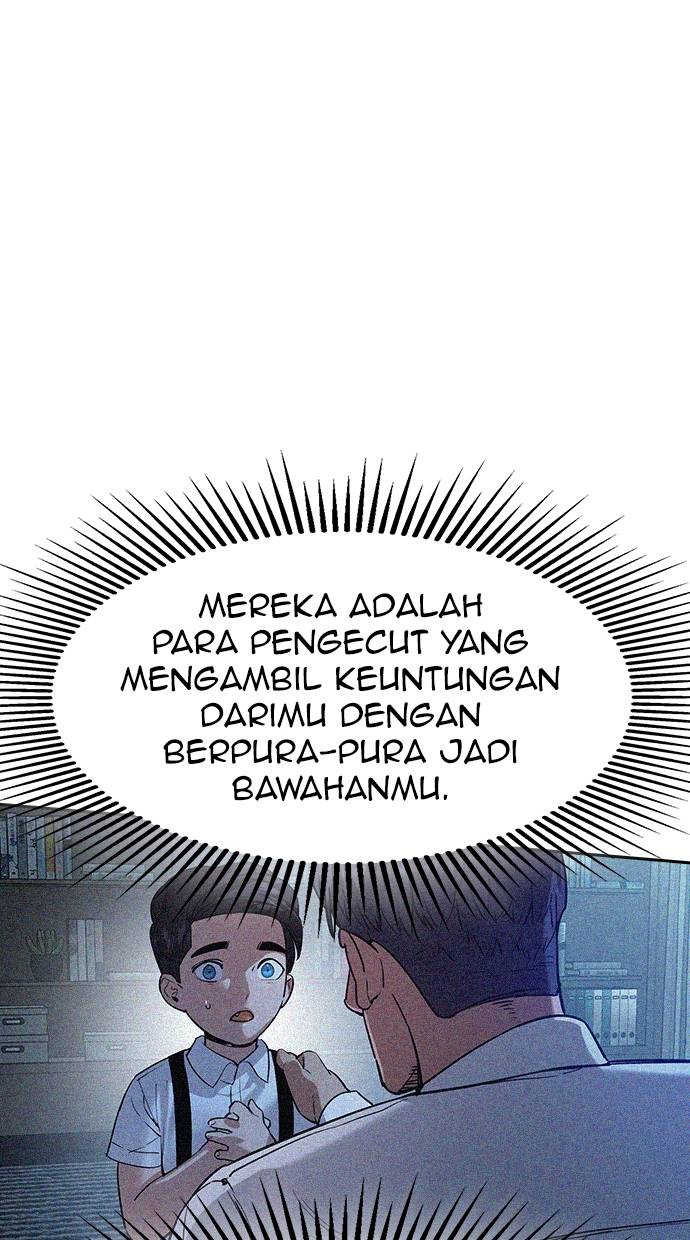 MEREKA ADALAH
PARA PENGECUT YANG
MENGAMBIL KEUNTUNGAN
DARIMU DENGAN
BERPURA-PURA JADI
BAWAHANMU.